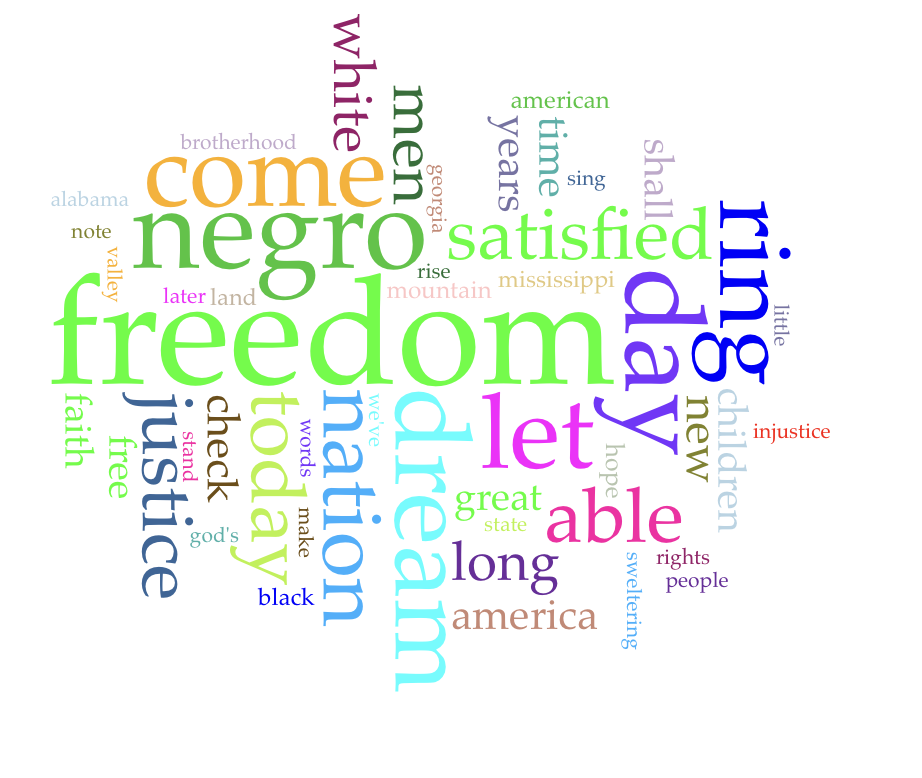 white
men
american
years
time
sing
shall
brotherhood
come
georgia
alabama
note
negro
satisfied
ring
valley
later
land
rise
mountain
mississippi
day
little
freedom
faith
free
justice
stand
check
today
words
we've
nation
dream
let
new
children
injustice
hope
great
state
able
god's
make
long
rights
people
sweltering
black
america